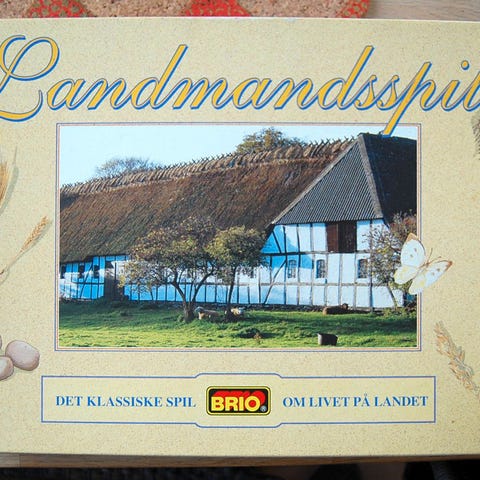 Landmandsspil
DET KLASSISKE SPIL BRIO® OM LIVET PÅ LANDET